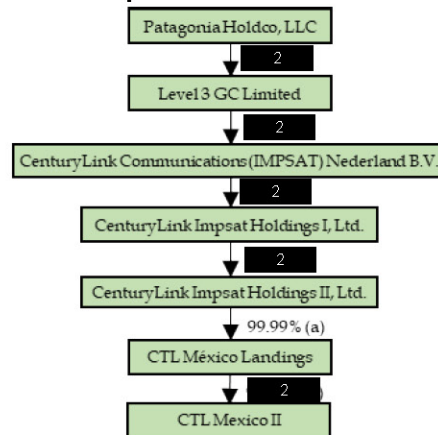 Patagonia Holdco, LLC
2
Level 3 GC Limited
2
CenturyLink Communications (IMPSAT) Nederland B.V.
2
CenturyLink Impsat Holdings I, Ltd.
2
CenturyLink Impsat Holdings II, Ltd.
99.99% (a)
CTL México Landings
2 )
CTL Mexico II